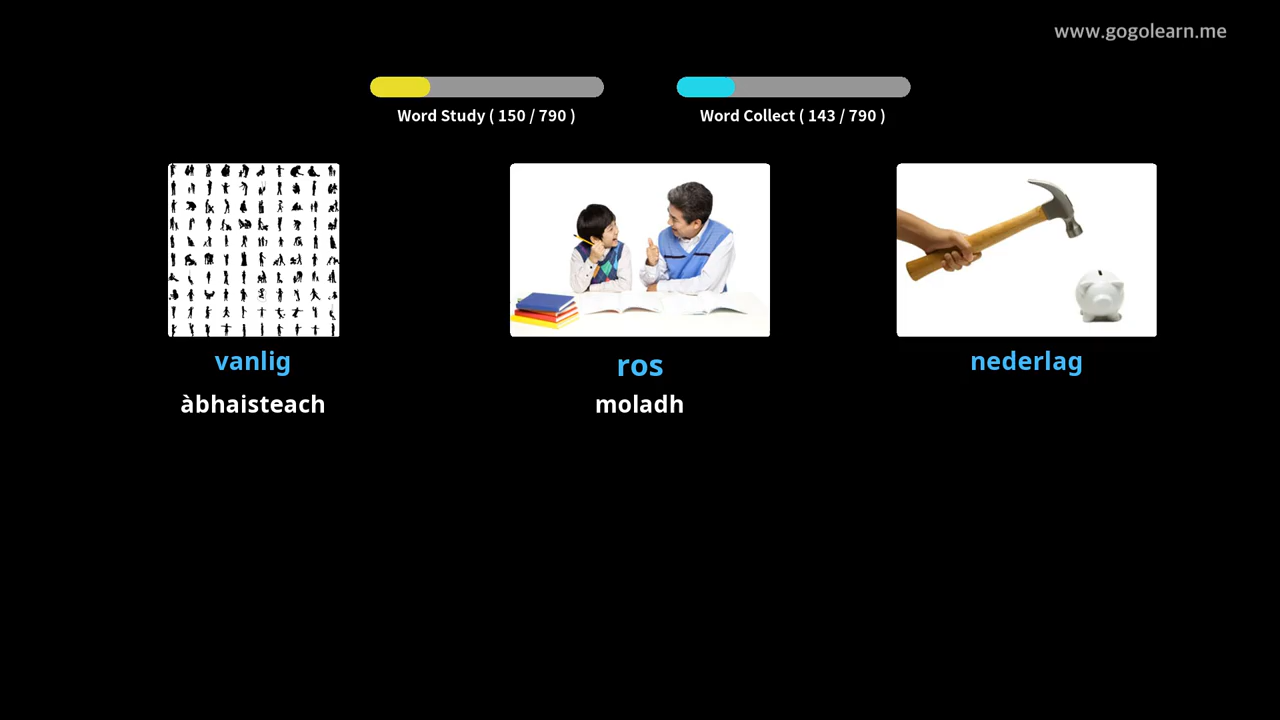 www.gogolearn.me
Word Study ( 150 / 790 )
Word Collect ( 143 / 790 )
vanlig
ros
nederlag
àbhaisteach
moladh